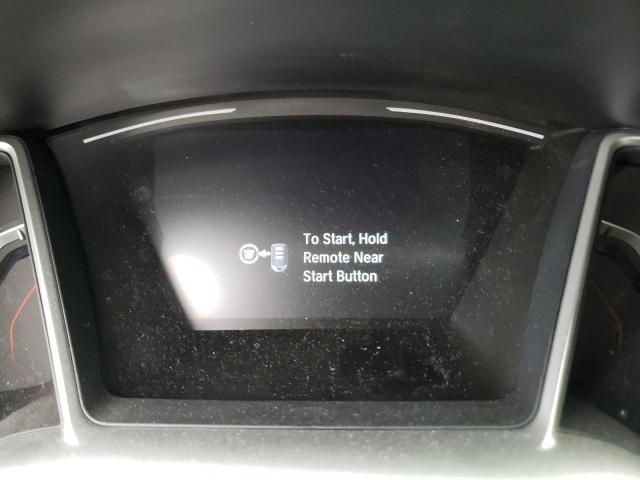 To Start, Hold
Remote Near
Start Button